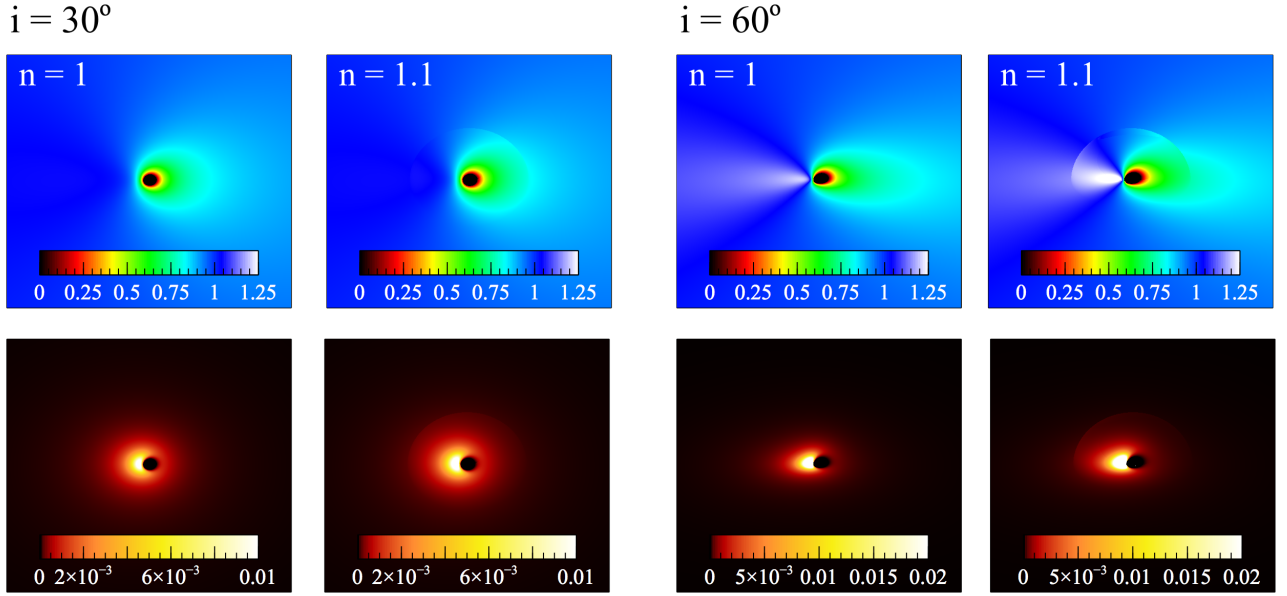 i = 30º
i = 60º
n = 1
n = 1.1
n = 1
n = 1.1
0 0.25 0.5 0.75 1 1.25
0 0.25 0.5 0.75 1 1.25
0 0.25 0.5 0.75 1 1.25
0 0.25 0.5 0.75 1 1.25
0 2×10⁻³ 6×10⁻³ 0.01
0 2×10⁻³ 6×10⁻³ 0.01
0 5×10⁻³ 0.01 0.015 0.02
0 5×10⁻³ 0.01 0.015 0.02